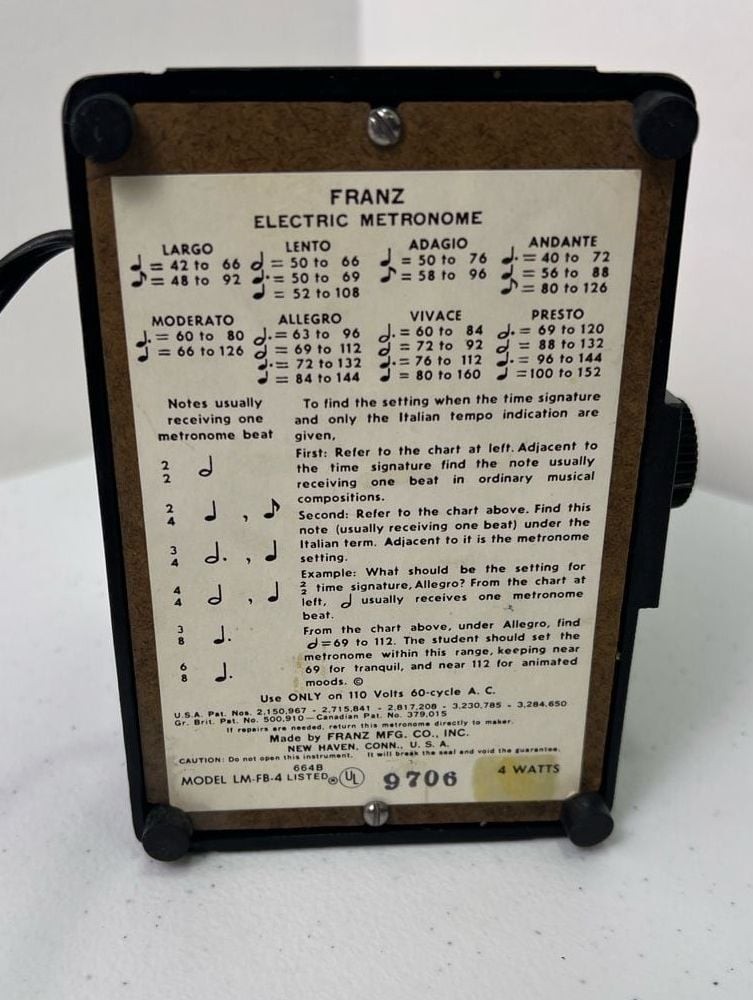 FRANZ
ELECTRIC METRONOME
LARGO LENTO ADAGIO ANDANTE
♩ = 42 to 66 𝅗𝅥 = 50 to 66 ♩ = 50 to 76 ♩. = 40 to 72
♪ = 48 to 92 ♩. = 50 to 69 ♪ = 58 to 96 ♩ = 56 to 88
♩ = 52 to 108 ♪ = 80 to 126
MODERATO ALLEGRO VIVACE PRESTO
♩. = 60 to 80 𝅗𝅥. = 63 to 96 𝅗𝅥. = 60 to 84 𝅗𝅥. = 69 to 120
♩ = 66 to 126 𝅗𝅥 = 69 to 112 𝅗𝅥 = 72 to 92 𝅗𝅥 = 88 to 132
♩. = 72 to 132 ♩. = 76 to 112 ♩. = 96 to 144
♩ = 84 to 144 ♩ = 80 to 160 ♩ = 100 to 152
Notes usually
receiving one
metronome beat
2/2 𝅗𝅥
2/4 ♩ , ♪
3/4 𝅗𝅥. , ♩
4/4 𝅗𝅥 , ♩
3/8 ♩.
6/8 ♩.
To find the setting when the time signature
and only the Italian tempo indication are
given,
First: Refer to the chart at left. Adjacent to
the time signature find the note usually
receiving one beat in ordinary musical
compositions.
Second: Refer to the chart above. Find this
note (usually receiving one beat) under the
Italian term. Adjacent to it is the metronome
setting.
Example: What should be the setting for
2/2 time signature, Allegro? From the chart at
left, 𝅗𝅥 usually receives one metronome
beat.
From the chart above, under Allegro, find
𝅗𝅥=69 to 112. The student should set the
metronome within this range, keeping near
69 for tranquil, and near 112 for animated
moods. ©
Use ONLY on 110 Volts 60-cycle A. C.
U.S.A. Pat. Nos. 2,150,967 - 2,715,841 - 2,817,208 - 3,230,785 - 3,284,650
Gr. Brit. Pat. No. 500,910—Canadian Pat. No. 379,015
If repairs are needed, return this metronome directly to maker.
Made by FRANZ MFG. CO., INC.
NEW HAVEN, CONN., U. S. A.
CAUTION: Do not open this instrument. It will break the seal and void the guarantee.
664B
MODEL LM-FB-4 LISTED ® UL 9706 4 WATTS